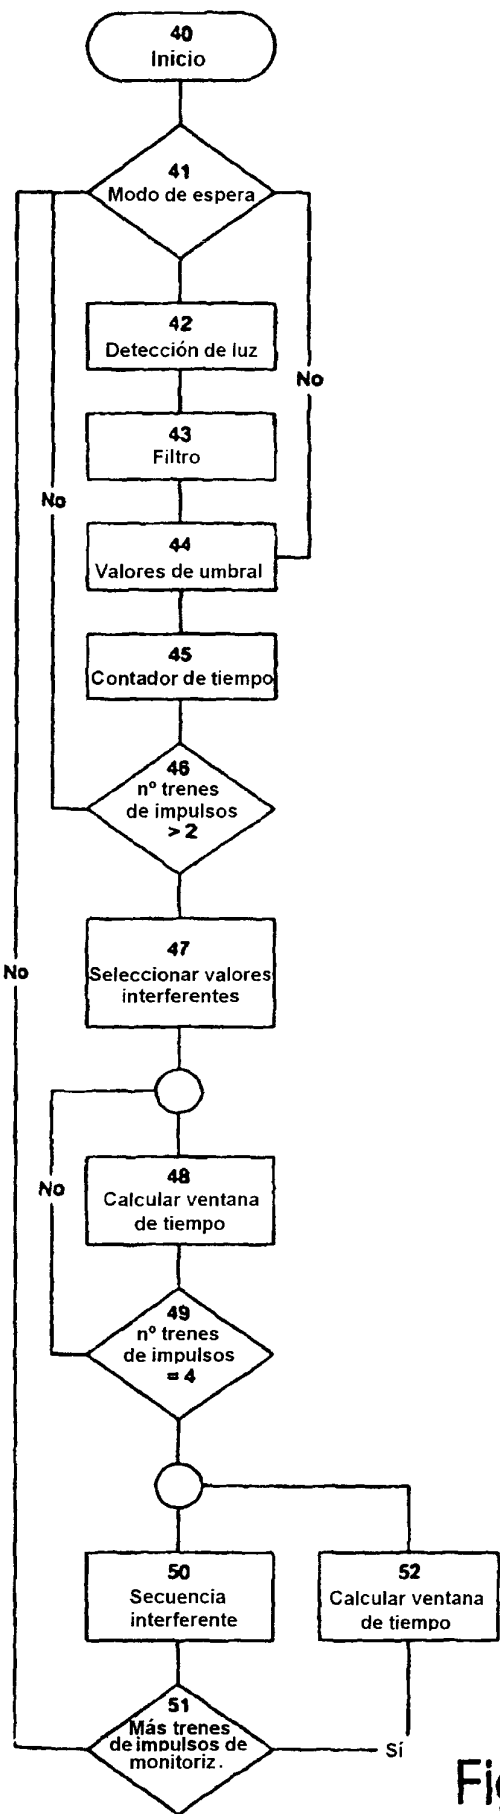 40
Inicio
41
Modo de espera
42
Detección de luz
No
43
Filtro
No
44
Valores de umbral
45
Contador de tiempo
46
nº trenes
de impulsos
> 2
47
No
Seleccionar valores
interferentes
48
No
Calcular ventana
de tiempo
49
nº trenes
de impulsos
= 4
50
Secuencia
interferente
52
Calcular ventana
de tiempo
51
Más trenes
de impulsos de
monitoriz.
Sí